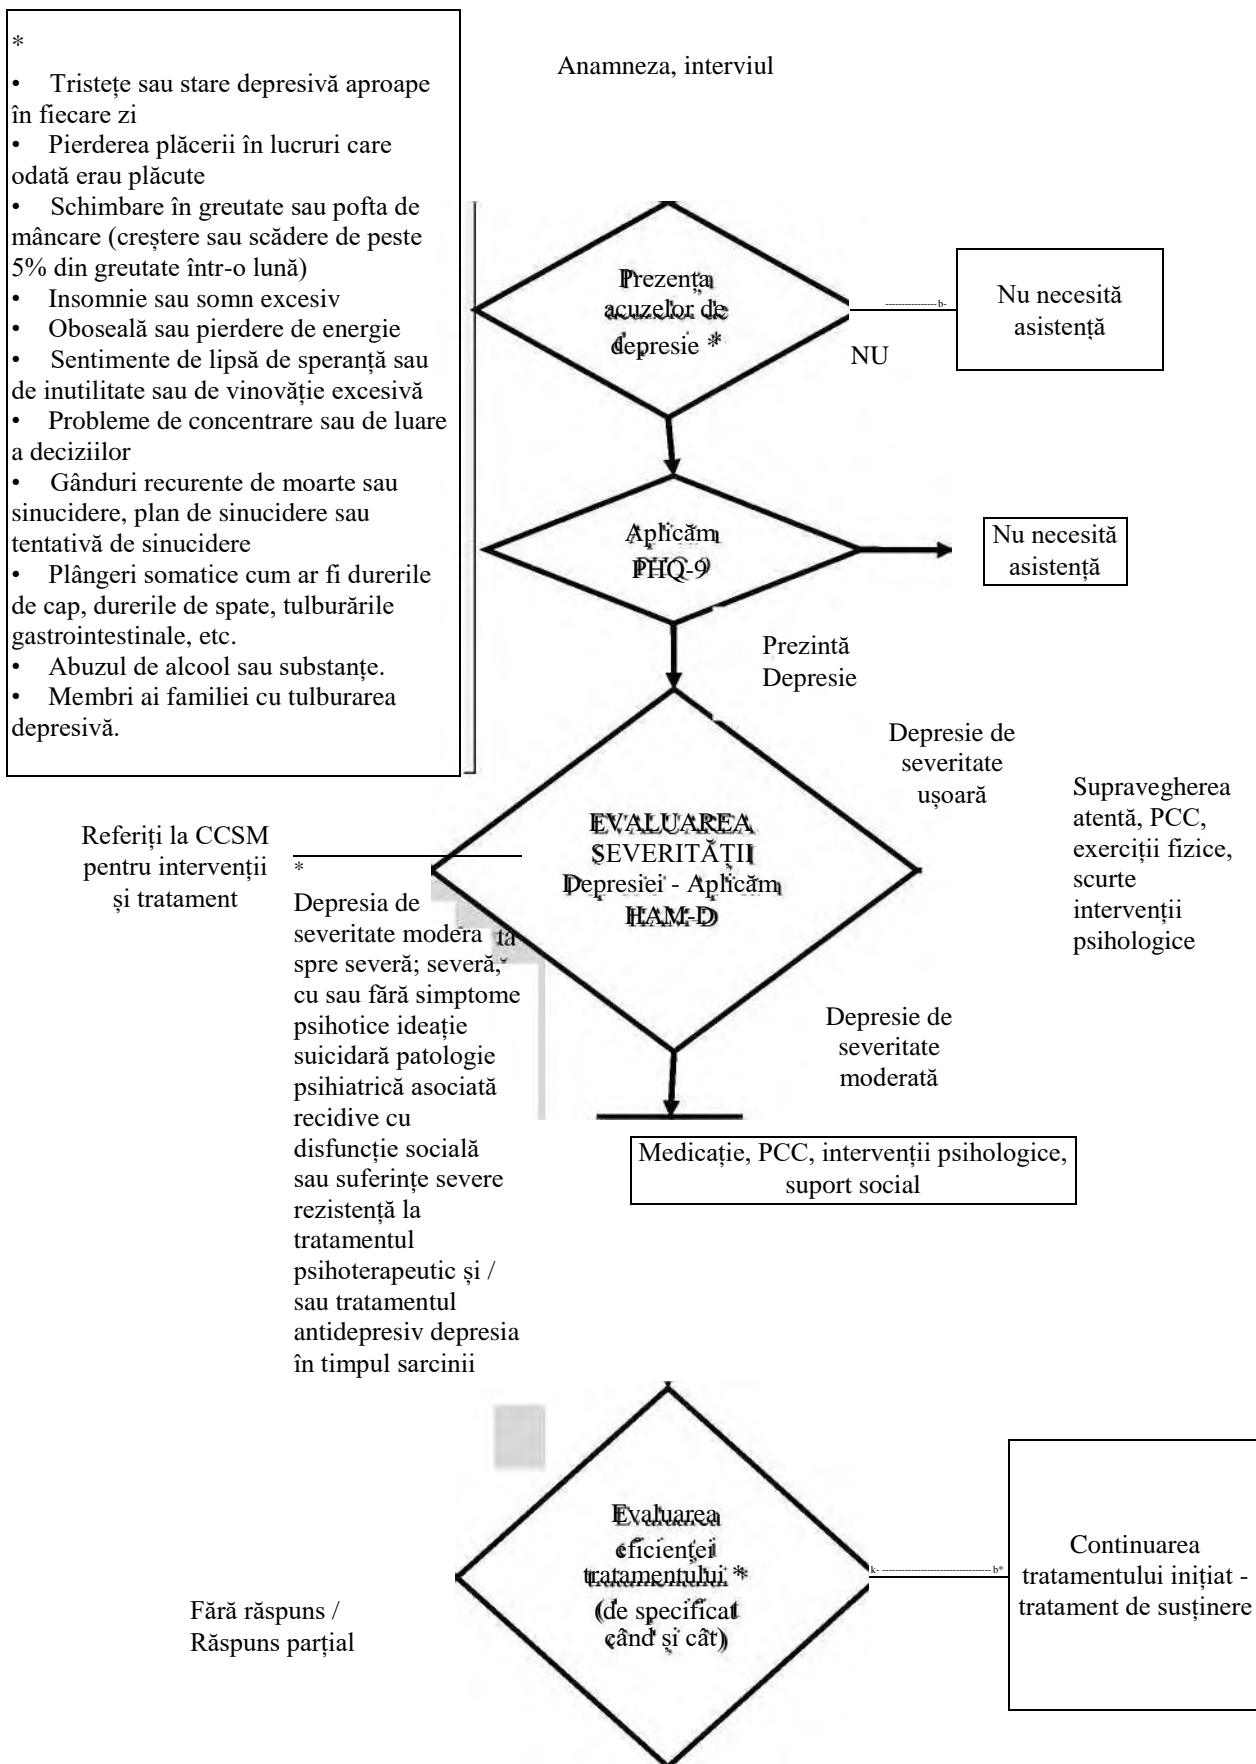 *
• Tristețe sau stare depresivă aproape
în fiecare zi
• Pierderea plăcerii în lucruri care
odată erau plăcute
• Schimbare în greutate sau pofta de
mâncare (creștere sau scădere de peste
5% din greutate într-o lună)
• Insomnie sau somn excesiv
• Oboseală sau pierdere de energie
• Sentimente de lipsă de speranță sau
de inutilitate sau de vinovăție excesivă
• Probleme de concentrare sau de luare
a deciziilor
• Gânduri recurente de moarte sau
sinucidere, plan de sinucidere sau
tentativă de sinucidere
• Plângeri somatice cum ar fi durerile
de cap, durerile de spate, tulburările
gastrointestinale, etc.
• Abuzul de alcool sau substanțe.
• Membri ai familiei cu tulburarea
depresivă.
Anamneza, interviul
Prezența
acuzelor de
depresie *
NU
Nu necesită
asistență
Aplicăm
PHQ-9
Nu necesită
asistență
Prezintă
Depresie
EVALUAREA
SEVERITĂȚII
Depresiei - Aplicăm
HAM-D
Depresie de
severitate
ușoară
Supravegherea
atentă, PCC,
exerciții fizice,
scurte
intervenții
psihologice
Referiți la CCSM
pentru intervenții
și tratament
*
Depresia de
severitate moderată
spre severă; severă,
cu sau fără simptome
psihotice ideație
suicidară patologie
psihiatrică asociată
recidive cu
disfuncție socială
sau suferințe severe
rezistență la
tratamentul
psihoterapeutic și /
sau tratamentul
antidepresiv depresia
în timpul sarcinii
Depresie de
severitate
moderată
Medicație, PCC, intervenții psihologice,
suport social
Evaluarea
eficienței
tratamentului *
(de specificat
când și cât)
Fără răspuns /
Răspuns parțial
Continuarea
tratamentului inițiat -
tratament de susținere